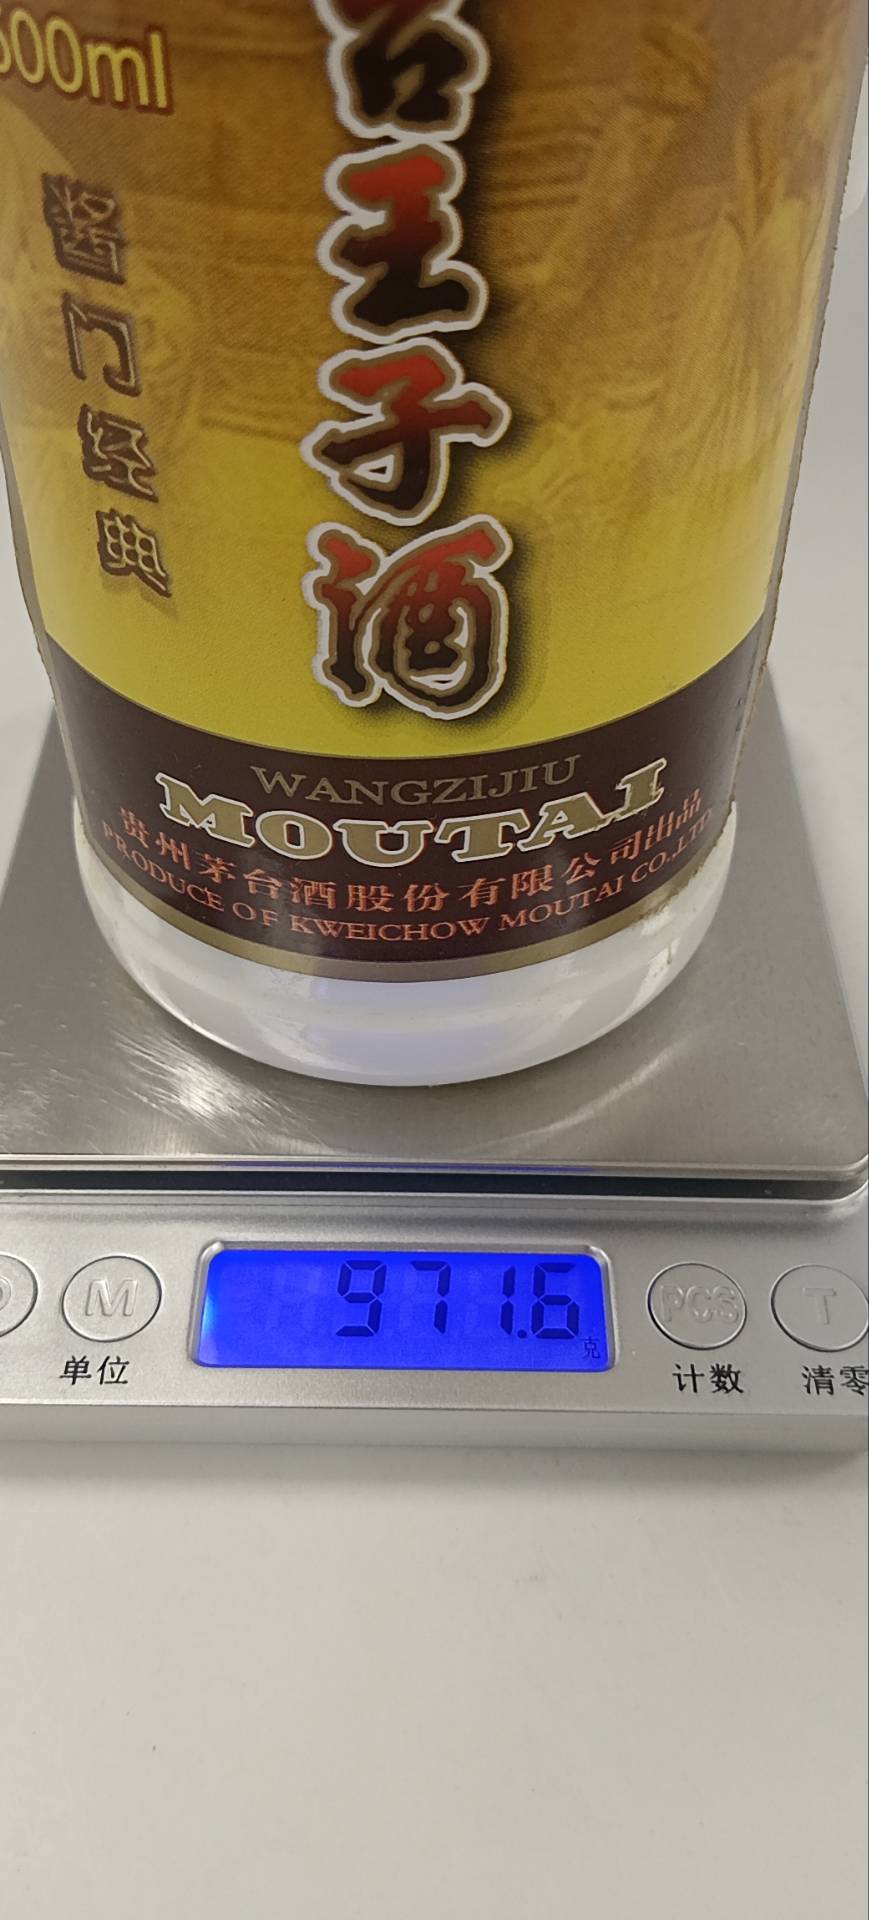 500ml
台王子酒
酱门经典
WANGZIJIU
MOUTAI
贵州茅台酒股份有限公司出品
PRODUCE OF KWEICHOW MOUTAI CO.,LTD
971.6
克
M
PCS
T
单位
计数
清零